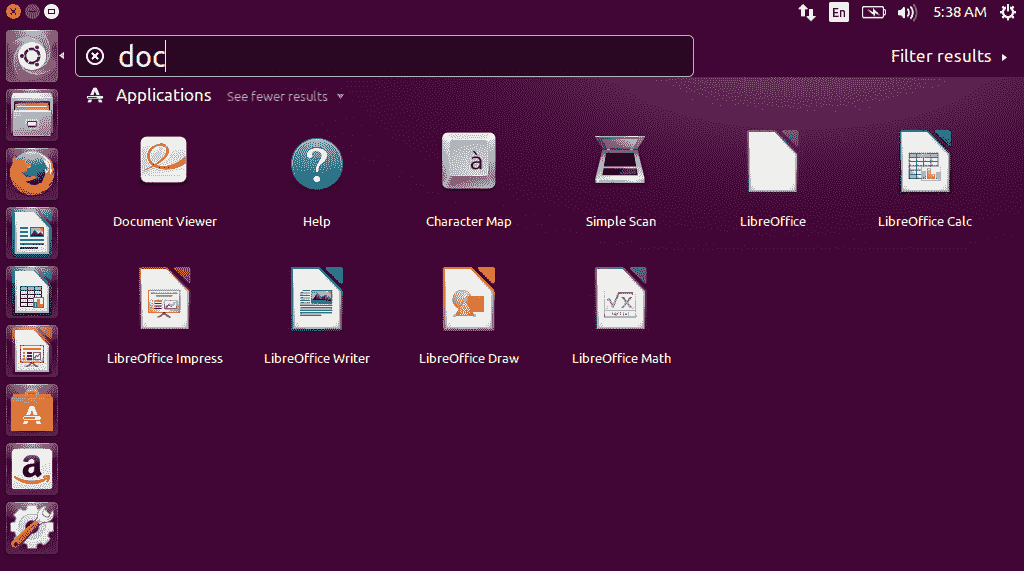 En 5:38 AM
doc
Filter results
Applications See fewer results
Document Viewer Help Character Map Simple Scan LibreOffice LibreOffice Calc
LibreOffice Impress LibreOffice Writer LibreOffice Draw LibreOffice Math